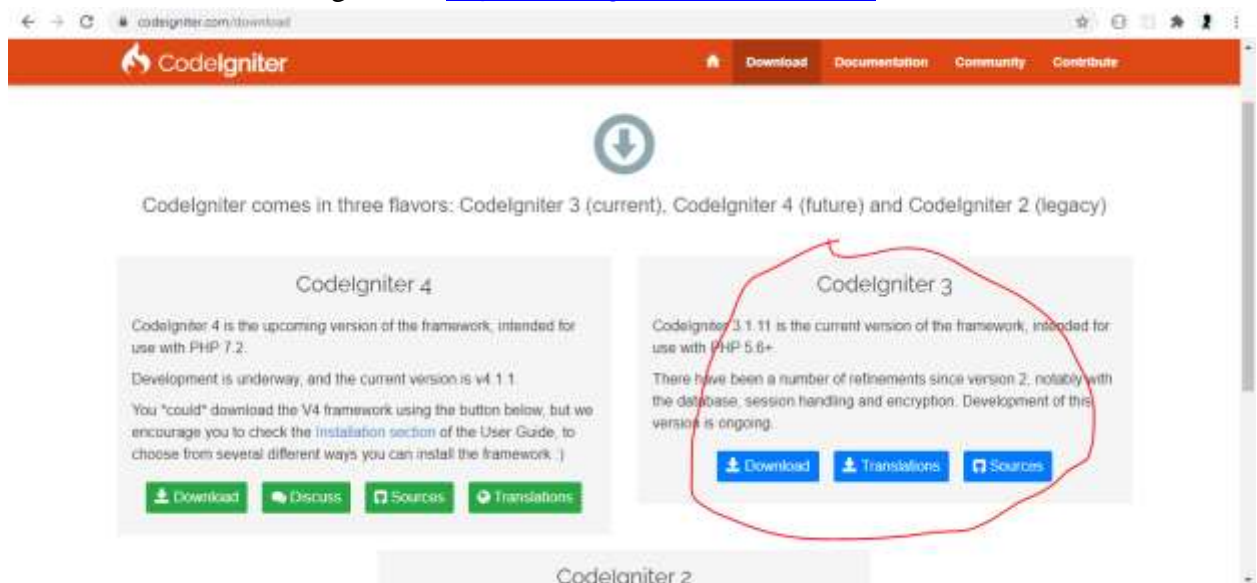 codeigniter.com/download
CodeIgniter
Download Documentation Community Contribute
CodeIgniter comes in three flavors: CodeIgniter 3 (current), CodeIgniter 4 (future) and CodeIgniter 2 (legacy)
CodeIgniter 4
CodeIgniter 4 is the upcoming version of the framework, intended for
use with PHP 7.2.
Development is underway, and the current version is v4.1.1.
You *could* download the V4 framework using the button below, but we
encourage you to check the Installation section of the User Guide, to
choose from several different ways you can install the framework :)
Download Discuss Sources Translations
CodeIgniter 3
CodeIgniter 3.1.11 is the current version of the framework, intended for
use with PHP 5.6+.
There have been a number of refinements since version 2, notably with
the database, session handling and encryption. Development of this
version is ongoing.
Download Translations Sources
CodeIgniter 2